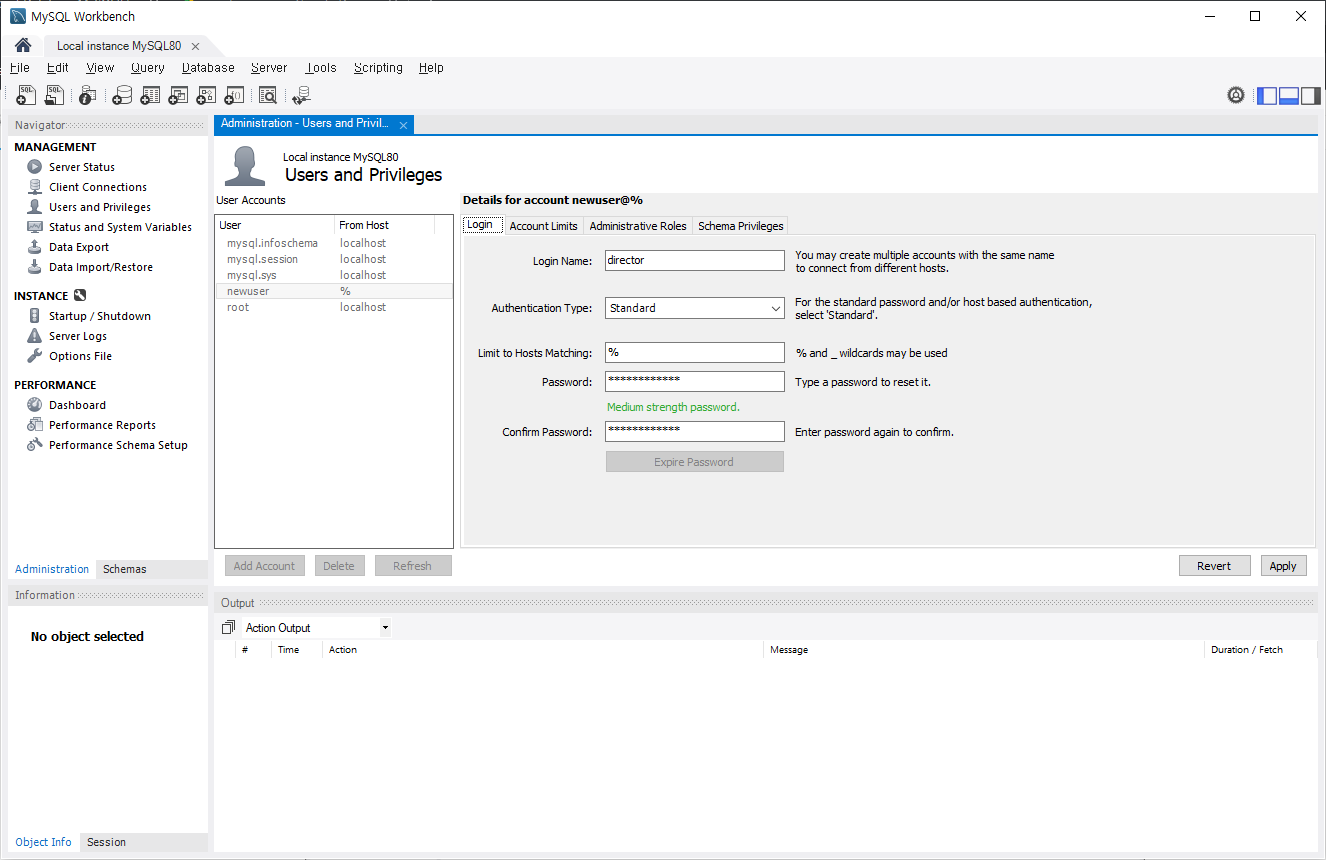 MySQL Workbench
Local instance MySQL80
File Edit View Query Database Server Tools Scripting Help
Navigator
MANAGEMENT
Server Status
Client Connections
Users and Privileges
Status and System Variables
Data Export
Data Import/Restore
INSTANCE
Startup / Shutdown
Server Logs
Options File
PERFORMANCE
Dashboard
Performance Reports
Performance Schema Setup
Administration Schemas
Information
No object selected
Object Info Session
Administration - Users and Privil...
Local instance MySQL80
Users and Privileges
User Accounts
User From Host
mysql.infoschema localhost
mysql.session localhost
mysql.sys localhost
newuser %
root localhost
Add Account Delete Refresh
Details for account newuser@%
Login Account Limits Administrative Roles Schema Privileges
Login Name: director You may create multiple accounts with the same name
to connect from different hosts.
Authentication Type: Standard For the standard password and/or host based authentication,
select 'Standard'.
Limit to Hosts Matching: % % and _ wildcards may be used
Password: ************ Type a password to reset it.
Medium strength password.
Confirm Password: ************ Enter password again to confirm.
Expire Password
Revert Apply
Output
Action Output
# Time Action Message Duration / Fetch